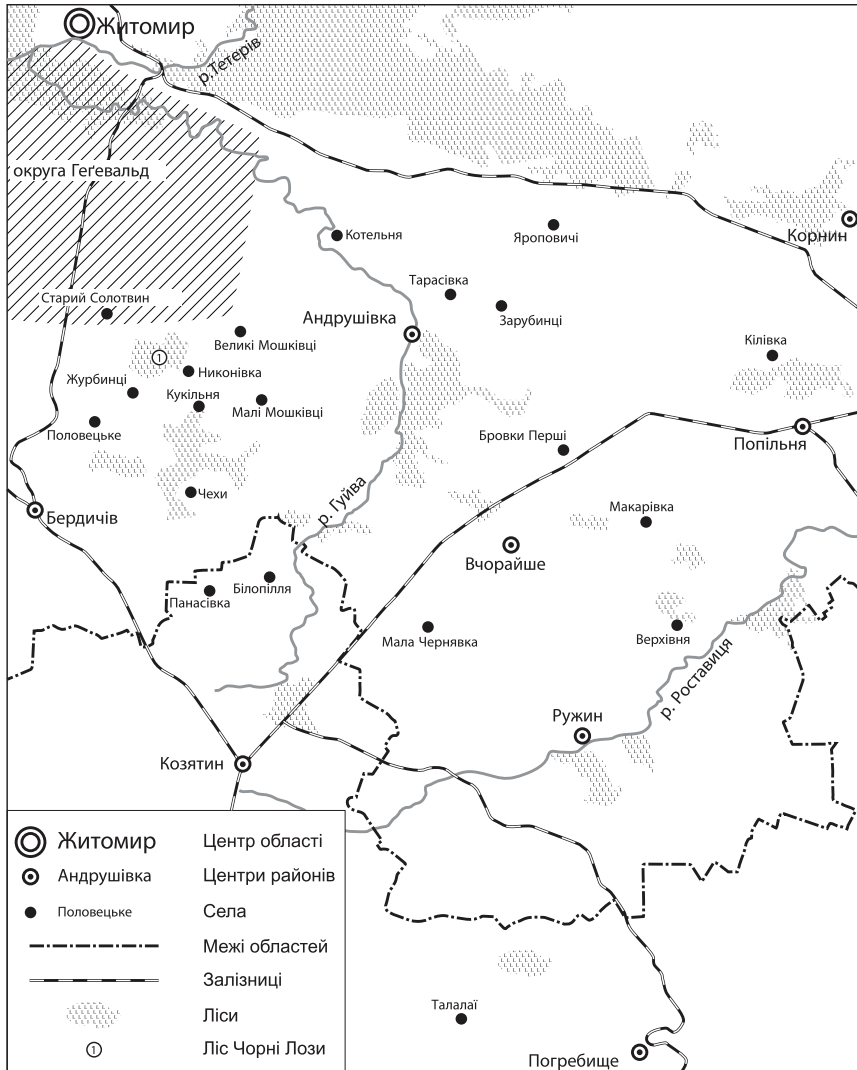 Житомир
р.Тетерів
округа Геґевальд
Корнин
Котельня
Яроповичі
Тарасівка
Старий Солотвин
Зарубинці
Андрушівка
Великі Мошківці
Кілівка
1
Никонівка
Журбинці
Кукільня
Малі Мошківці
Половецьке
Бровки Перші
Попільня
Чехи
р. Гуйва
Макарівка
Бердичів
Вчорайше
Білопілля
Панасівка
Мала Чернявка
Верхівня
р. Роставиця
Ружин
Козятин
Житомир Центр області
Андрушівка Центри районів
Половецьке Села
Межі областей
Залізниці
Ліси
1 Ліс Чорні Лози
Талалаї
Погребище